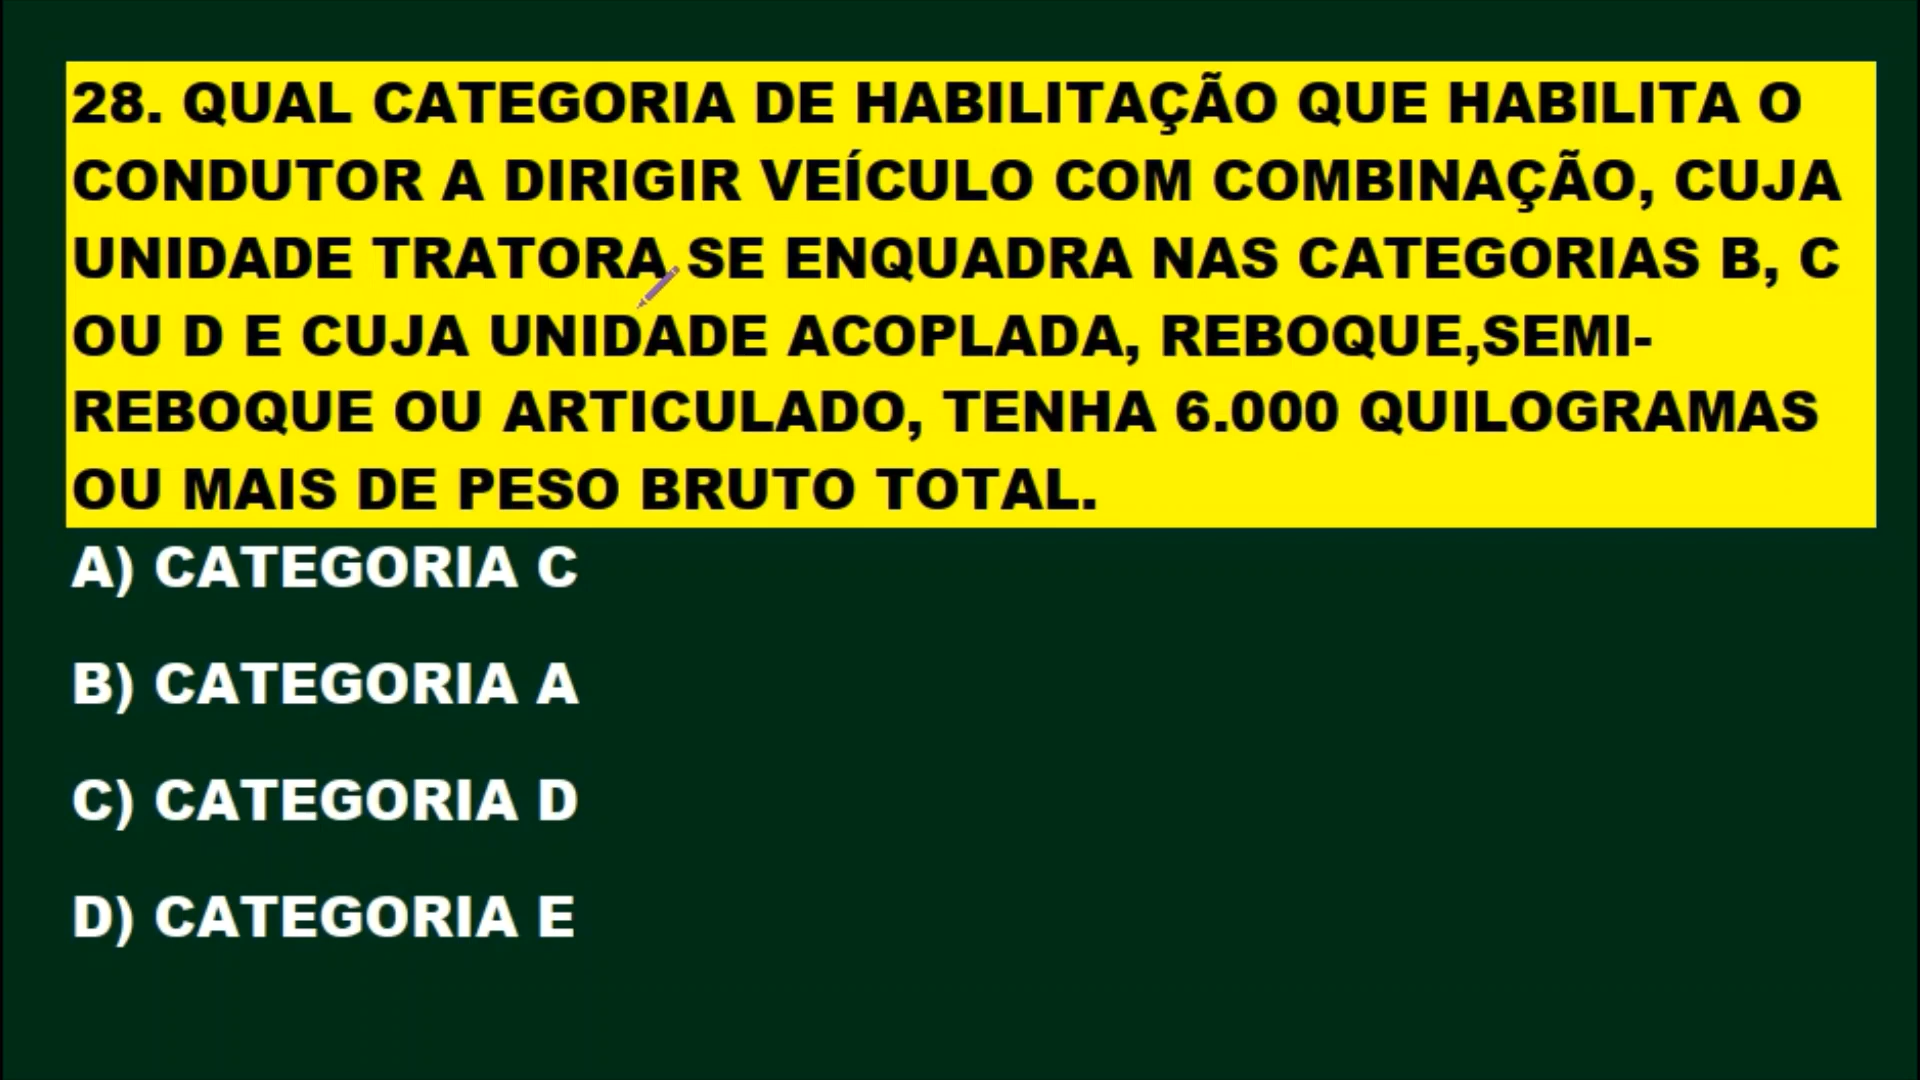 28. QUAL CATEGORIA DE HABILITAÇÃO QUE HABILITA O
CONDUTOR A DIRIGIR VEÍCULO COM COMBINAÇÃO, CUJA
UNIDADE TRATORA SE ENQUADRA NAS CATEGORIAS B, C
OU D E CUJA UNIDADE ACOPLADA, REBOQUE,SEMI-
REBOQUE OU ARTICULADO, TENHA 6.000 QUILOGRAMAS
OU MAIS DE PESO BRUTO TOTAL.
A) CATEGORIA C
B) CATEGORIA A
C) CATEGORIA D
D) CATEGORIA E